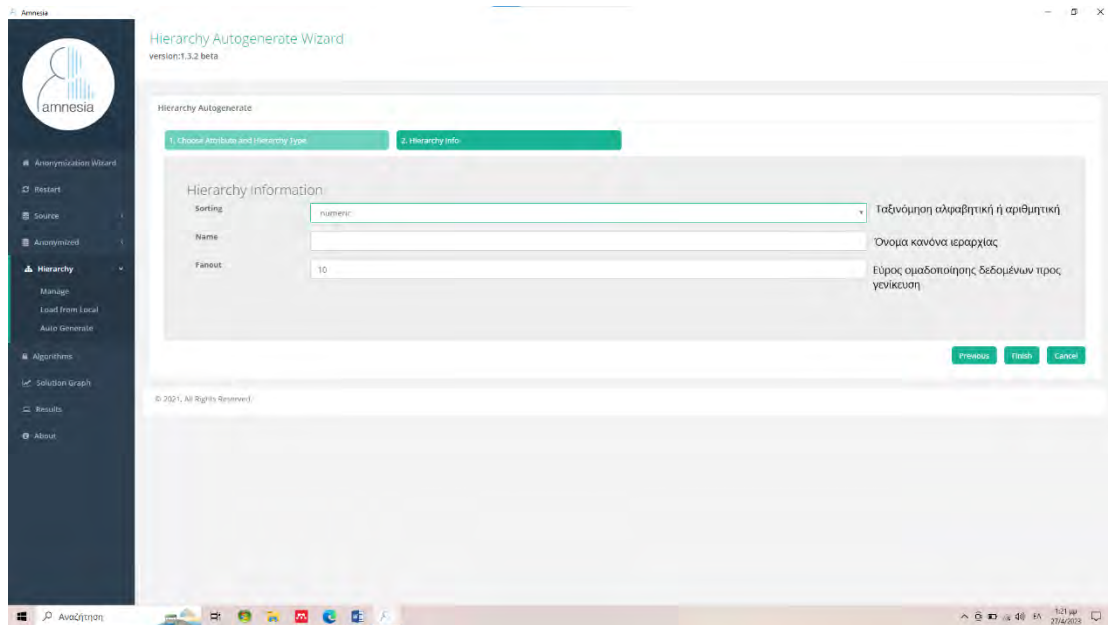 Amnesia
amnesia
Hierarchy Autogenerate Wizard
version:1.3.2 beta
Anonymization Wizard
Restart
Source
Anonymized
Hierarchy
Manage
Load from Local
Auto Generate
Algorithms
Solution Graph
Results
About
Hierarchy Autogenerate
1. Choose Attribute and Hierarchy Type
2. Hierarchy Info
Hierarchy Information
Sorting
numeric
Ταξινόμηση αλφαβητική ή αριθμητική
Name
Όνομα κανόνα ιεραρχίας
Fanout
10
Εύρος ομαδοποίησης δεδομένων προς
γενίκευση
Previous Finish Cancel
© 2021, All Rights Reserved.
Αναζήτηση
1:21 μμ
27/4/2023